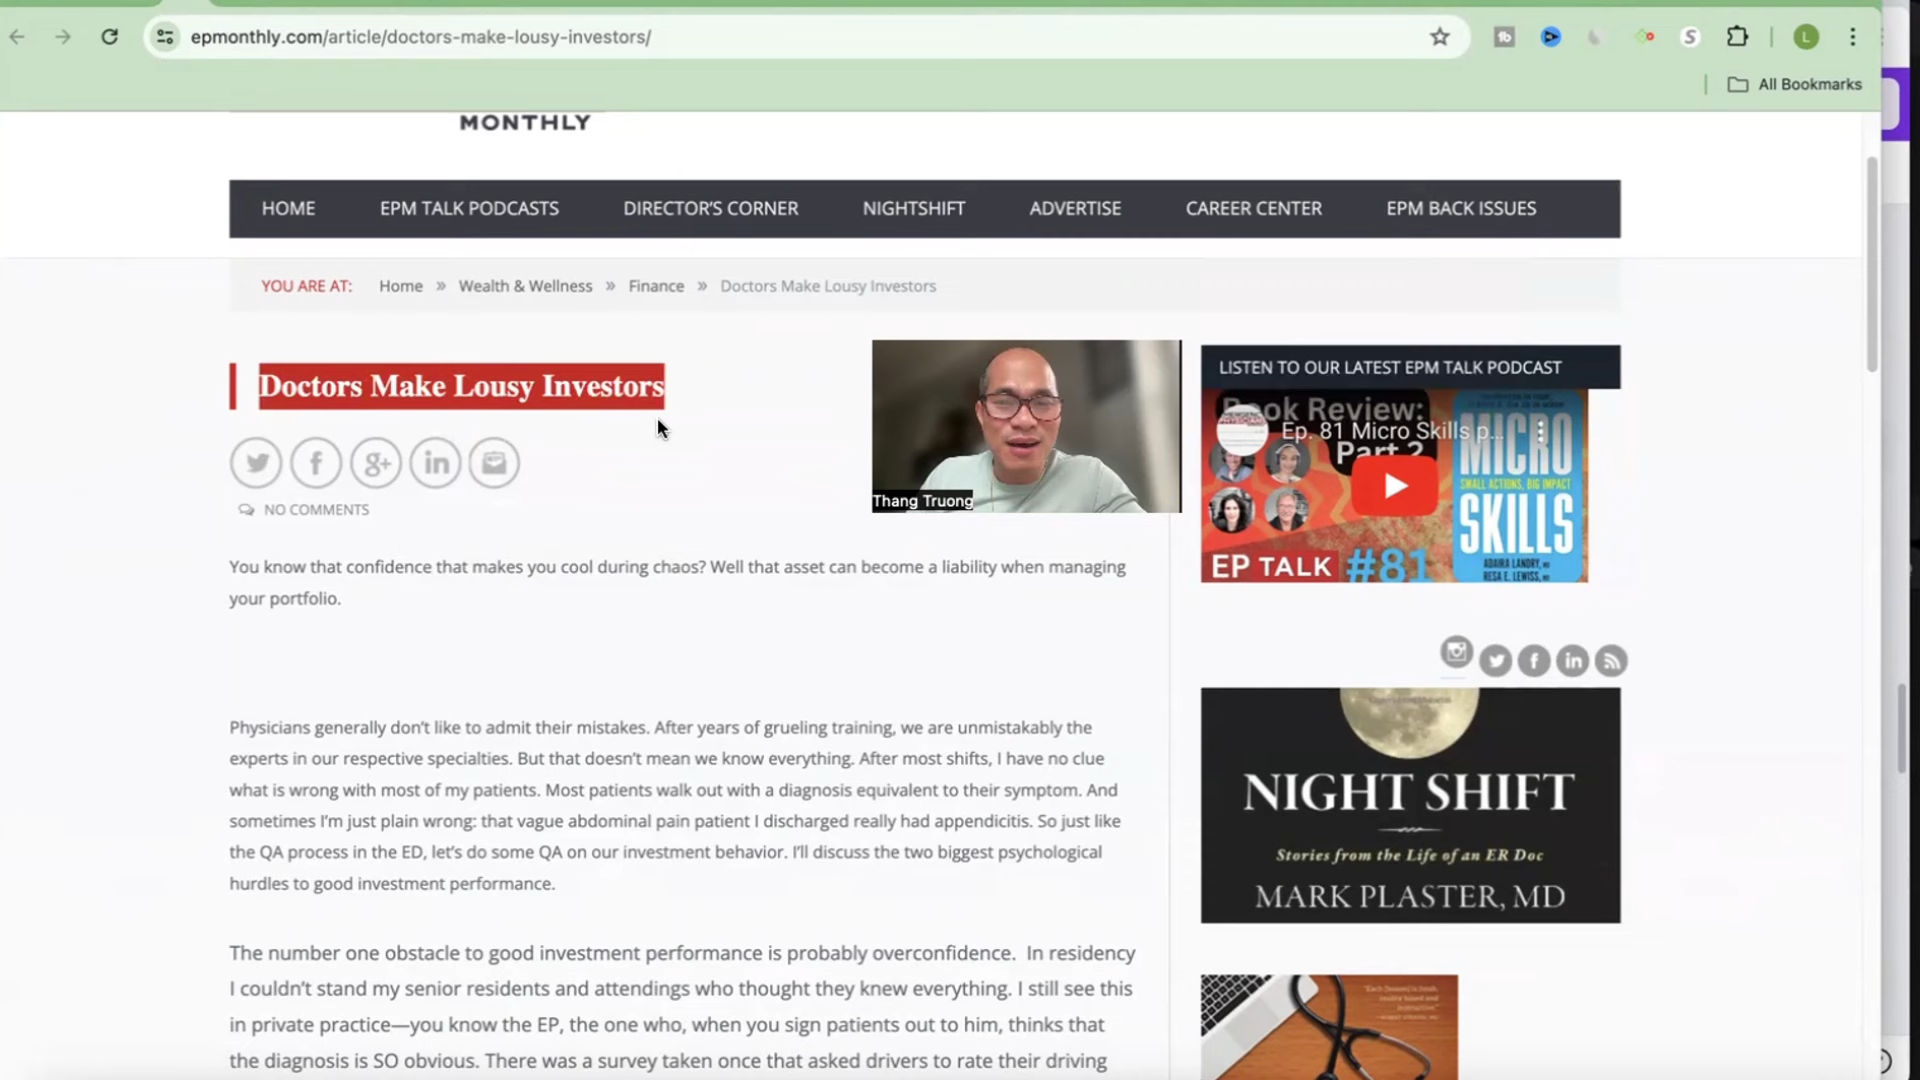 epmonthly.com/article/doctors-make-lousy-investors/
L
All Bookmarks
MONTHLY
HOME
EPM TALK PODCASTS
DIRECTOR'S CORNER
NIGHTSHIFT
ADVERTISE
CAREER CENTER
EPM BACK ISSUES
YOU ARE AT: Home » Wealth & Wellness » Finance » Doctors Make Lousy Investors
Doctors Make Lousy Investors
NO COMMENTS
You know that confidence that makes you cool during chaos? Well that asset can become a liability when managing
your portfolio.
Physicians generally don't like to admit their mistakes. After years of grueling training, we are unmistakably the
experts in our respective specialties. But that doesn't mean we know everything. After most shifts, I have no clue
what is wrong with most of my patients. Most patients walk out with a diagnosis equivalent to their symptom. And
sometimes I'm just plain wrong: that vague abdominal pain patient I discharged really had appendicitis. So just like
the QA process in the ED, let's do some QA on our investment behavior. I'll discuss the two biggest psychological
hurdles to good investment performance.
The number one obstacle to good investment performance is probably overconfidence. In residency
I couldn't stand my senior residents and attendings who thought they knew everything. I still see this
in private practice—you know the EP, the one who, when you sign patients out to him, thinks that
the diagnosis is SO obvious. There was a survey taken once that asked drivers to rate their driving
Thang Truong
LISTEN TO OUR LATEST EPM TALK PODCAST
Book Review:
Ep. 81 Micro Skills p...
Part 2
MICRO
SMALL ACTIONS, BIG IMPACT
SKILLS
ADAIRA LANDRY, MD
RESA E. LEWISS, MD
EP TALK #81
NIGHT SHIFT
Stories from the Life of an ER Doc
MARK PLASTER, MD